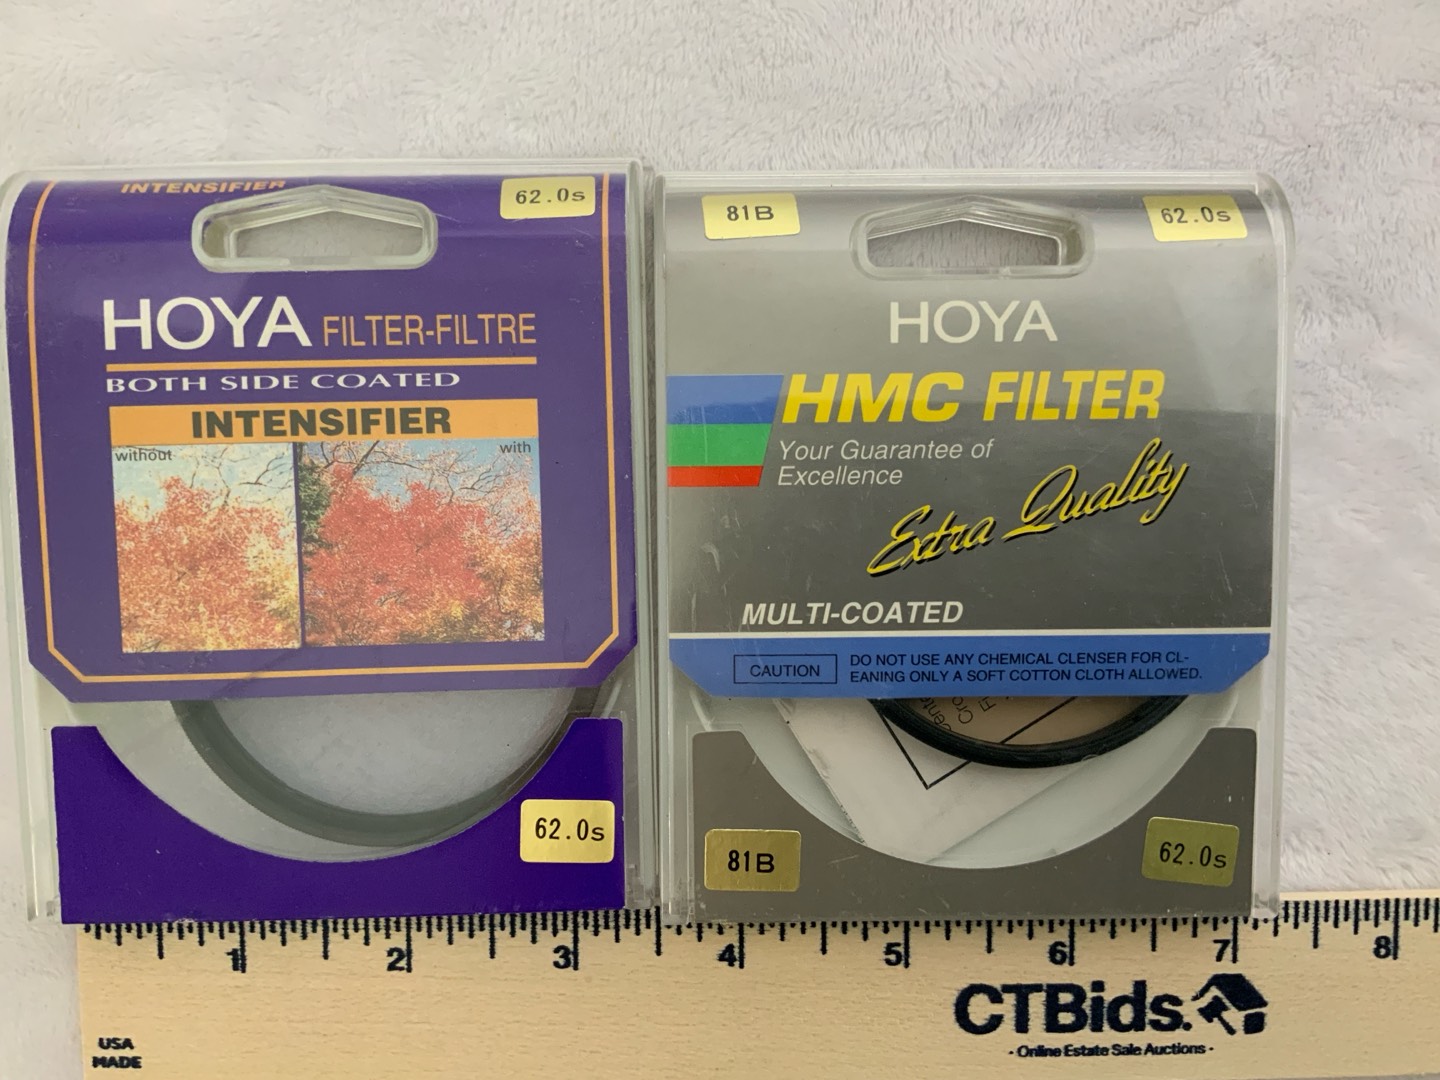 INTENSIFIER
62.0s
HOYA FILTER-FILTRE
BOTH SIDE COATED
INTENSIFIER
without
with
62.0s
81B
62.0s
HOYA
HMC FILTER
Your Guarantee of
Excellence
Extra Quality
MULTI-COATED
CAUTION
DO NOT USE ANY CHEMICAL CLENSER FOR CL-
EANING ONLY A SOFT COTTON CLOTH ALLOWED.
81B
62.0s
1 2 3 4 5 6 7 8
CTBids.
- Online Estate Sale Auctions -
USA
MADE